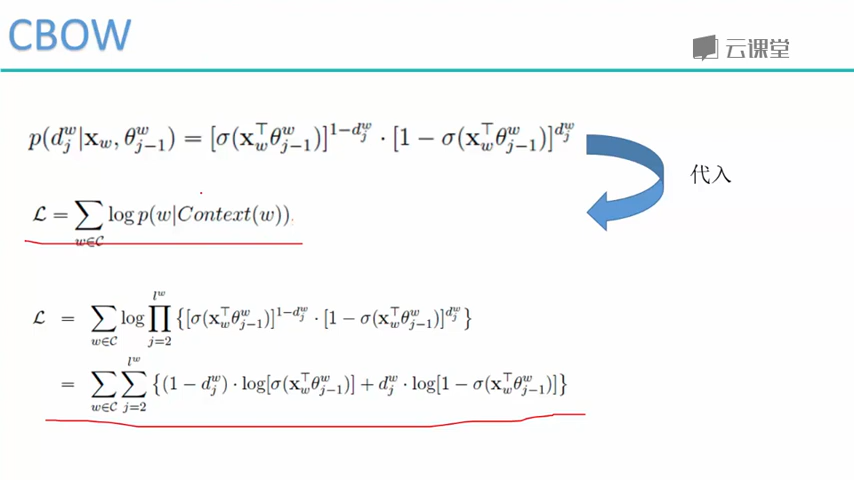 CBOW
云课堂
p(d_j^w|x_w, θ_{j-1}^w) = [σ(x_w^⊤θ_{j-1}^w)]^{1-d_j^w} · [1 − σ(x_w^⊤θ_{j-1}^w)]^{d_j^w}
代入
ℒ = ∑_{w∈C} log p(w|Context(w)).
ℒ = ∑_{w∈C} log ∏_{j=2}^{l^w} {[σ(x_w^⊤θ_{j-1}^w)]^{1-d_j^w} · [1 − σ(x_w^⊤θ_{j-1}^w)]^{d_j^w}}
= ∑_{w∈C} ∑_{j=2}^{l^w} {(1 − d_j^w) · log[σ(x_w^⊤θ_{j-1}^w)] + d_j^w · log[1 − σ(x_w^⊤θ_{j-1}^w)]}